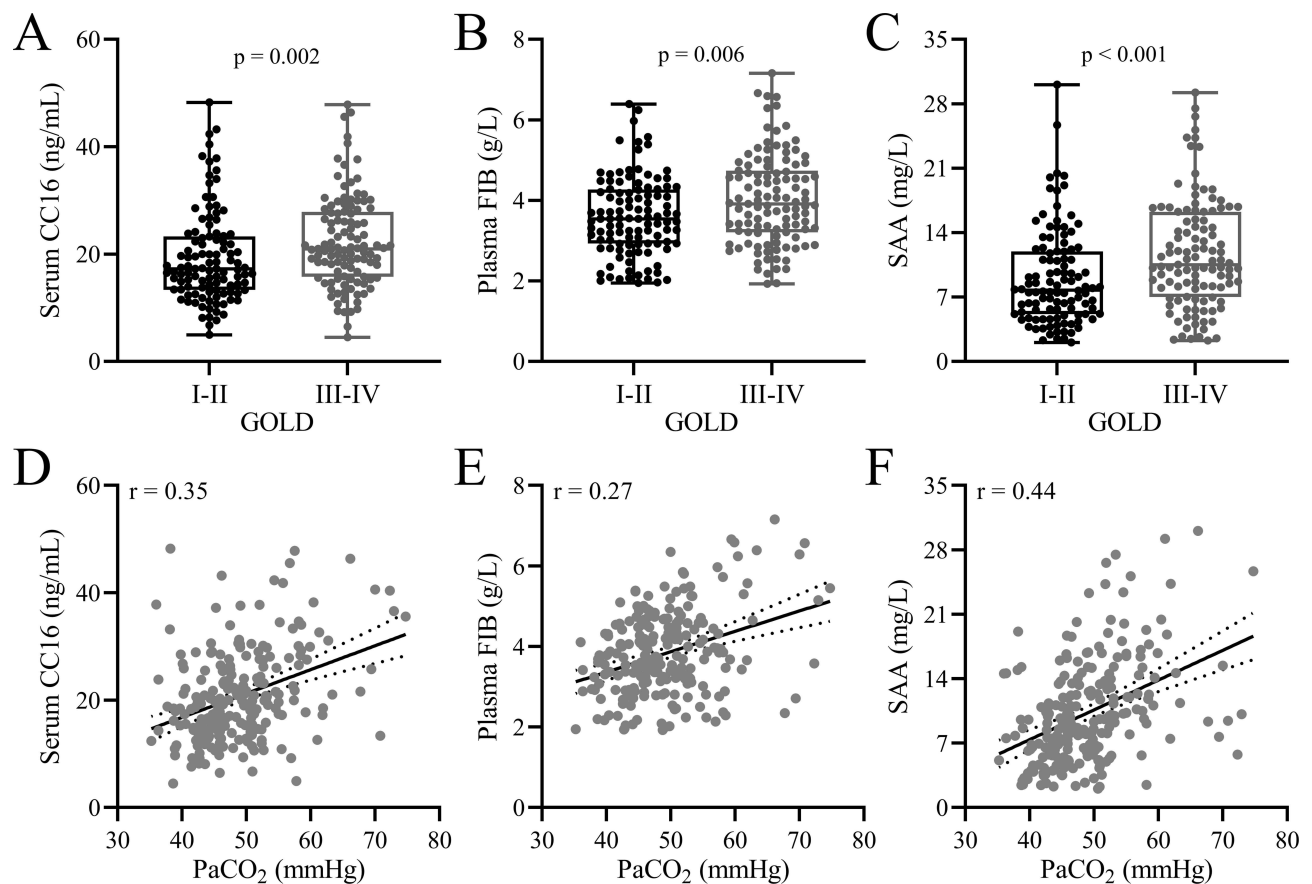 A
Serum CC16 (ng/mL)
60
40
20
0
p = 0.002
I-II
III-IV
GOLD
B
Plasma FIB (g/L)
8
6
4
2
0
p = 0.006
I-II
III-IV
GOLD
C
SAA (mg/L)
35
28
21
14
7
0
p < 0.001
I-II
III-IV
GOLD
D
Serum CC16 (ng/mL)
60
40
20
0
r = 0.35
30 40 50 60 70 80
PaCO₂ (mmHg)
E
Plasma FIB (g/L)
8
6
4
2
0
r = 0.27
30 40 50 60 70 80
PaCO₂ (mmHg)
F
SAA (mg/L)
35
28
21
14
7
0
r = 0.44
30 40 50 60 70 80
PaCO₂ (mmHg)